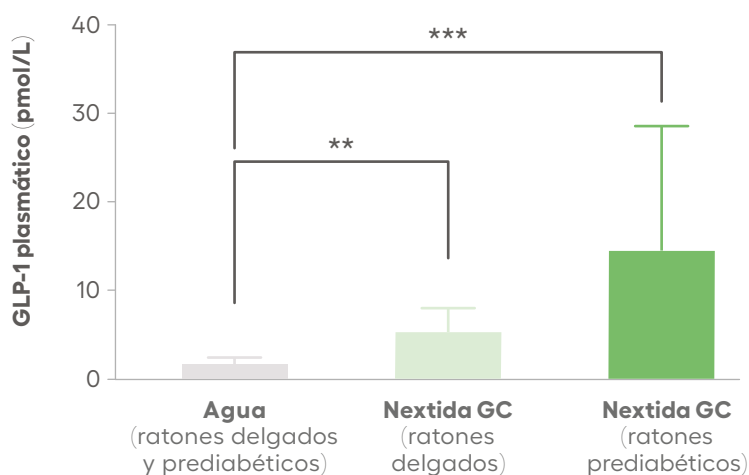 GLP-1 plasmático (pmol/L)
40
30
20
10
0
***
**
Agua
(ratones delgados
y prediabéticos)
Nextida GC
(ratones
delgados)
Nextida GC
(ratones
prediabéticos)